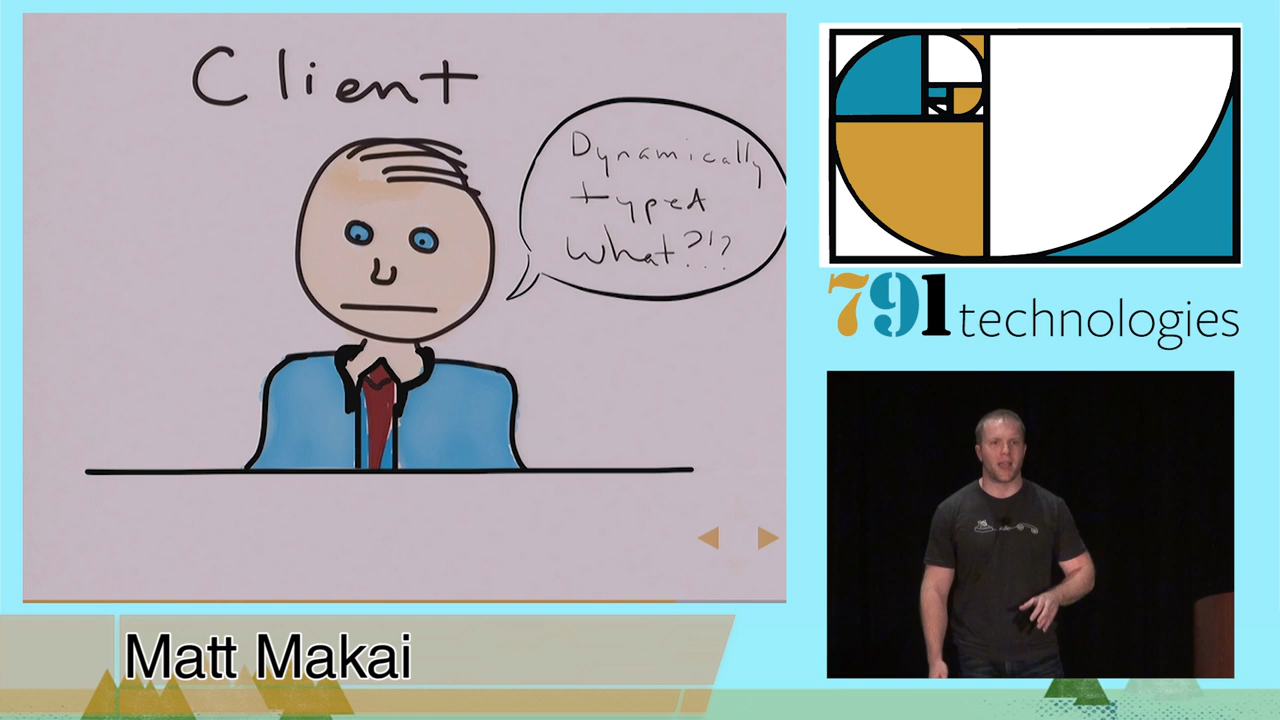 Client
Dynamically
typed
What?!?
791 technologies
Matt Makai